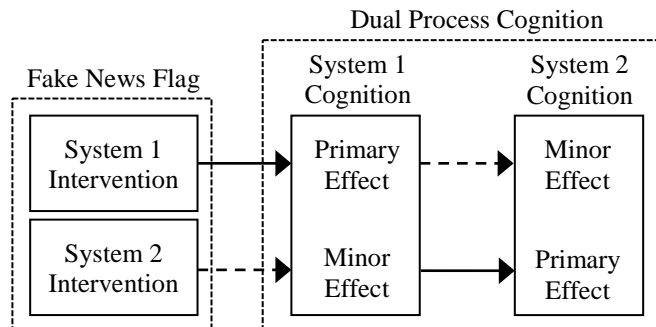 Dual Process Cognition
Fake News Flag
System 1
Cognition
System 2
Cognition
System 1
Intervention
Primary
Effect
Minor
Effect
System 2
Intervention
Minor
Effect
Primary
Effect